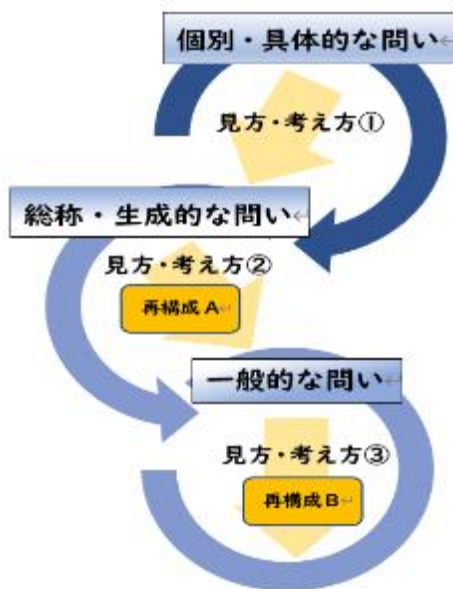 個別・具体的な問い
見方・考え方①
総称・生成的な問い
見方・考え方②
再構成A
一般的な問い
見方・考え方③
再構成B